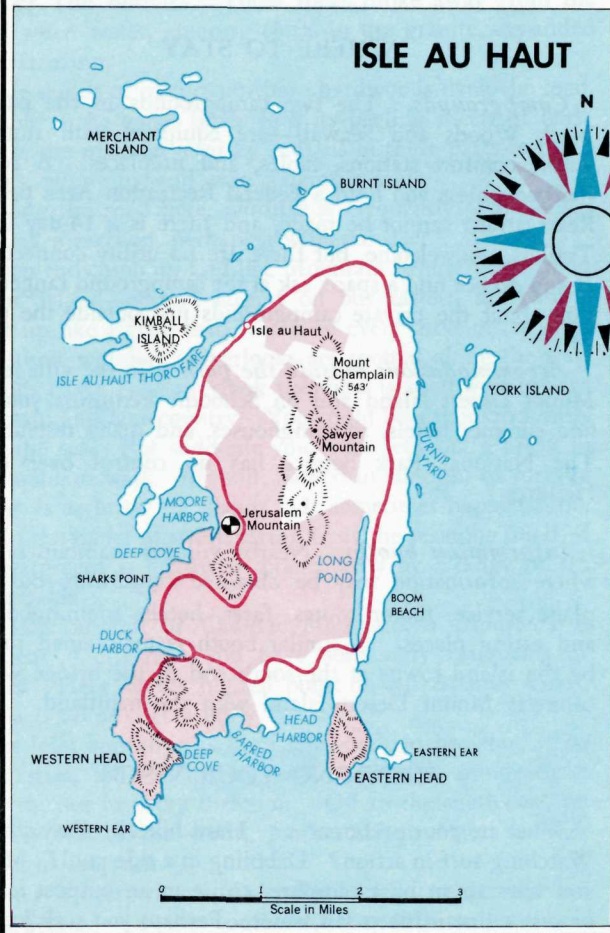 ISLE AU HAUT
N
MERCHANT
ISLAND
BURNT ISLAND
KIMBALL
ISLAND
Isle au Haut
ISLE AU HAUT THOROFARE
Mount
Champlain
543'
YORK ISLAND
Sawyer
Mountain
TURNIP
YARD
MOORE
HARBOR
Jerusalem
Mountain
DEEP COVE
LONG
POND
SHARKS POINT
BOOM
BEACH
DUCK
HARBOR
HEAD
HARBOR
BARRED
HARBOR
WESTERN HEAD
DEEP
COVE
EASTERN EAR
EASTERN HEAD
WESTERN EAR
0 1 2 3
Scale in Miles